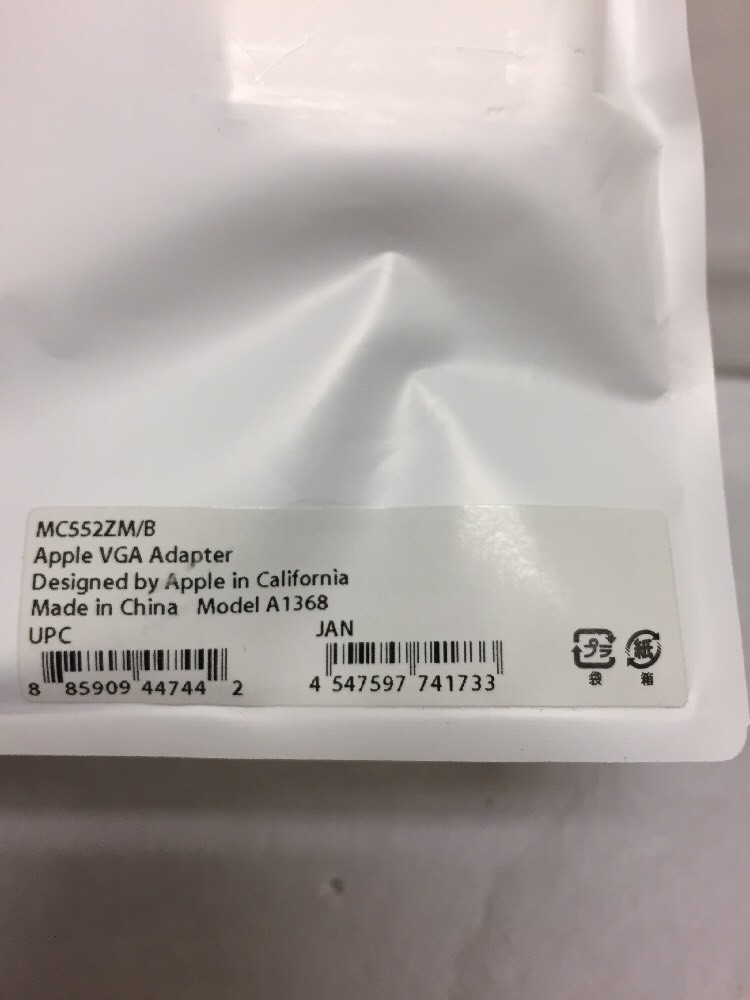 MC552ZM/B
Apple VGA Adapter
Designed by Apple in California
Made in China Model A1368
UPC JAN
8 85909 44744 2 4 547597 741733
プラ 紙
袋 箱